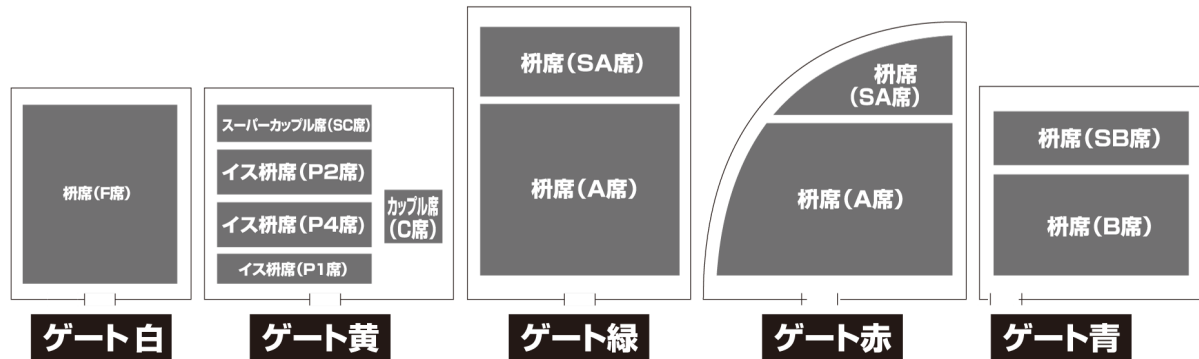 枡席(F席)
ゲート白
スーパーカップル席(SC席)
イス枡席(P2席)
イス枡席(P4席)
イス枡席(P1席)
カップル席
(C席)
ゲート黄
枡席(SA席)
枡席(A席)
ゲート緑
枡席
(SA席)
枡席(A席)
ゲート赤
枡席(SB席)
枡席(B席)
ゲート青